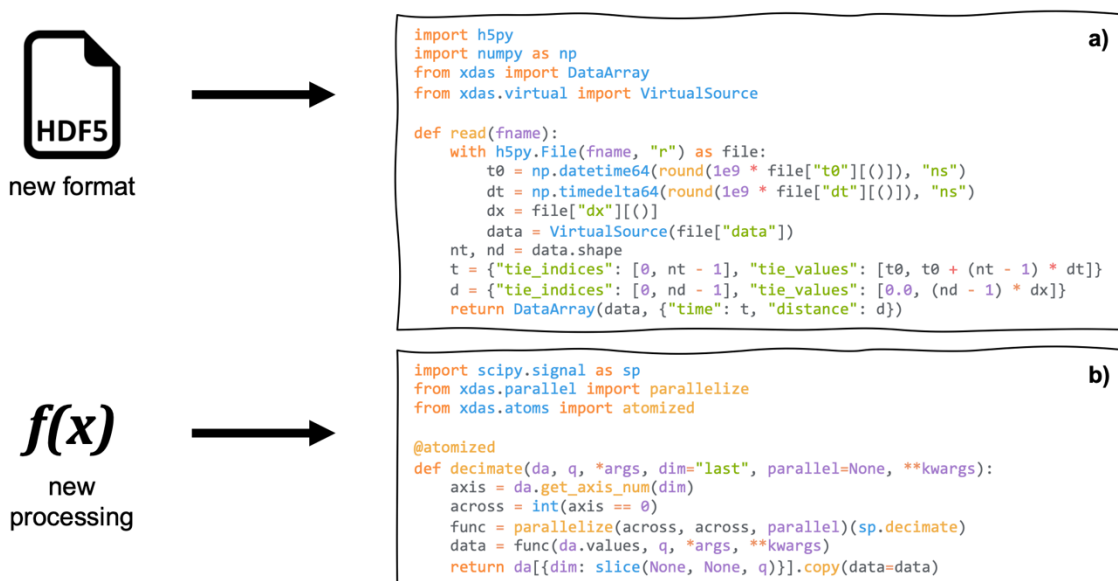 HDF5
new format
a)
import h5py
import numpy as np
from xdas import DataArray
from xdas.virtual import VirtualSource
def read(fname):
    with h5py.File(fname, "r") as file:
        t0 = np.datetime64(round(1e9 * file["t0"][()]), "ns")
        dt = np.timedelta64(round(1e9 * file["dt"][()]), "ns")
        dx = file["dx"][()]
        data = VirtualSource(file["data"])
    nt, nd = data.shape
    t = {"tie_indices": [0, nt - 1], "tie_values": [t0, t0 + (nt - 1) * dt]}
    d = {"tie_indices": [0, nd - 1], "tie_values": [0.0, (nd - 1) * dx]}
    return DataArray(data, {"time": t, "distance": d})
f(x)
new
processing
b)
import scipy.signal as sp
from xdas.parallel import parallelize
from xdas.atoms import atomized
@atomized
def decimate(da, q, *args, dim="last", parallel=None, **kwargs):
    axis = da.get_axis_num(dim)
    across = int(axis == 0)
    func = parallelize(across, across, parallel)(sp.decimate)
    data = func(da.values, q, *args, **kwargs)
    return da[{dim: slice(None, None, q)}].copy(data=data)